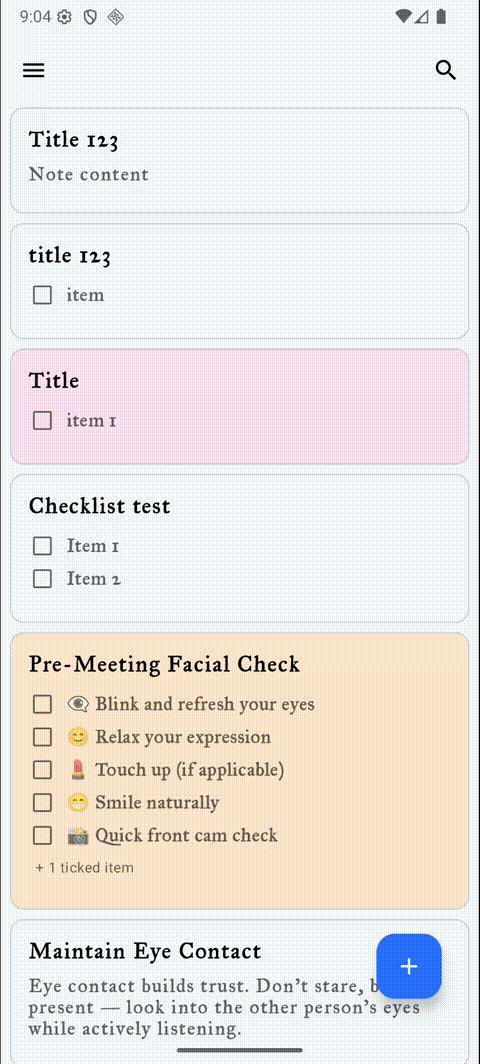 9:04
Title 123
Note content
title 123
item
Title
item 1
Checklist test
Item 1
Item 2
Pre-Meeting Facial Check
👁️‍🗨️ Blink and refresh your eyes
😊 Relax your expression
💄 Touch up (if applicable)
😁 Smile naturally
📸 Quick front cam check
+ 1 ticked item
Maintain Eye Contact
Eye contact builds trust. Don't stare,
present — look into the other person's eyes
while actively listening.